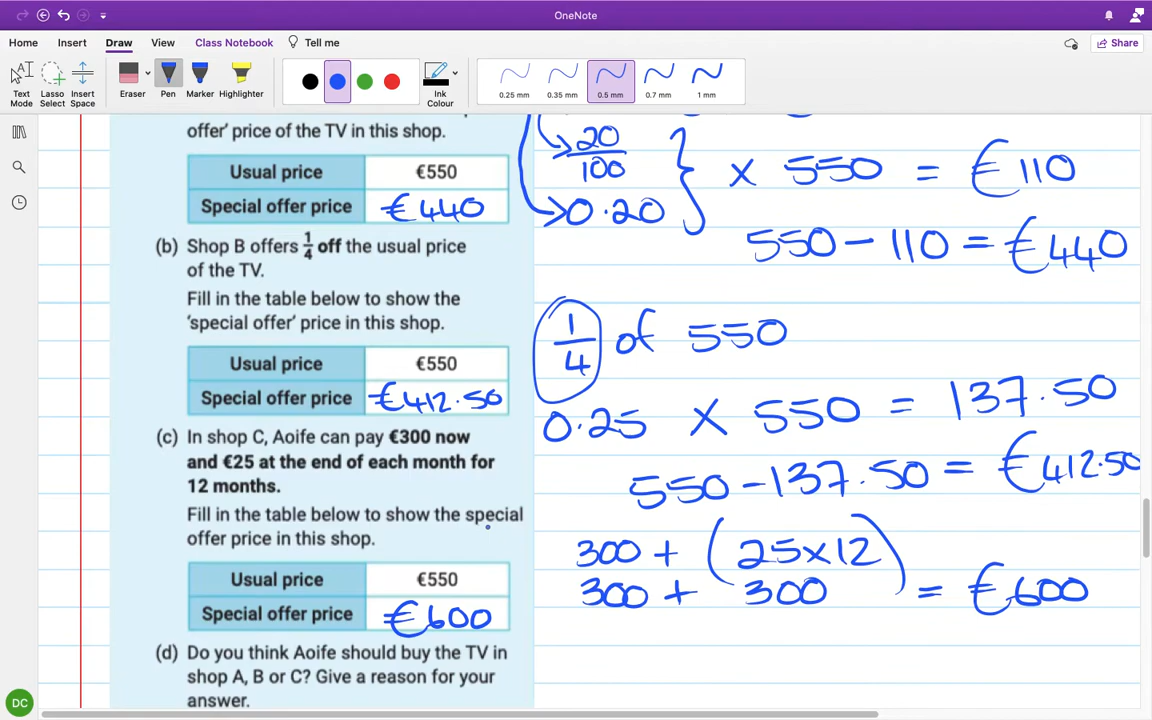 OneNote
Home Insert Draw View Class Notebook Tell me
Share
Text Mode
Lasso Select
Insert Space
Eraser
Pen
Marker
Highlighter
Ink Colour
0.25 mm
0.35 mm
0.5 mm
0.7 mm
1 mm
offer' price of the TV in this shop.
Usual price €550
Special offer price €440
(b) Shop B offers 1/4 off the usual price
of the TV.
Fill in the table below to show the
'special offer' price in this shop.
Usual price €550
Special offer price €412.50
(c) In shop C, Aoife can pay €300 now
and €25 at the end of each month for
12 months.
Fill in the table below to show the special
offer price in this shop.
Usual price €550
Special offer price €600
(d) Do you think Aoife should buy the TV in
shop A, B or C? Give a reason for your
answer.
20/100
0.20
x 550 = €110
550 - 110 = €440
1/4 of 550
0.25 x 550 = 137.50
550 - 137.50 = €412.50
300 + (25x12)
300 + 300 = €600
DC